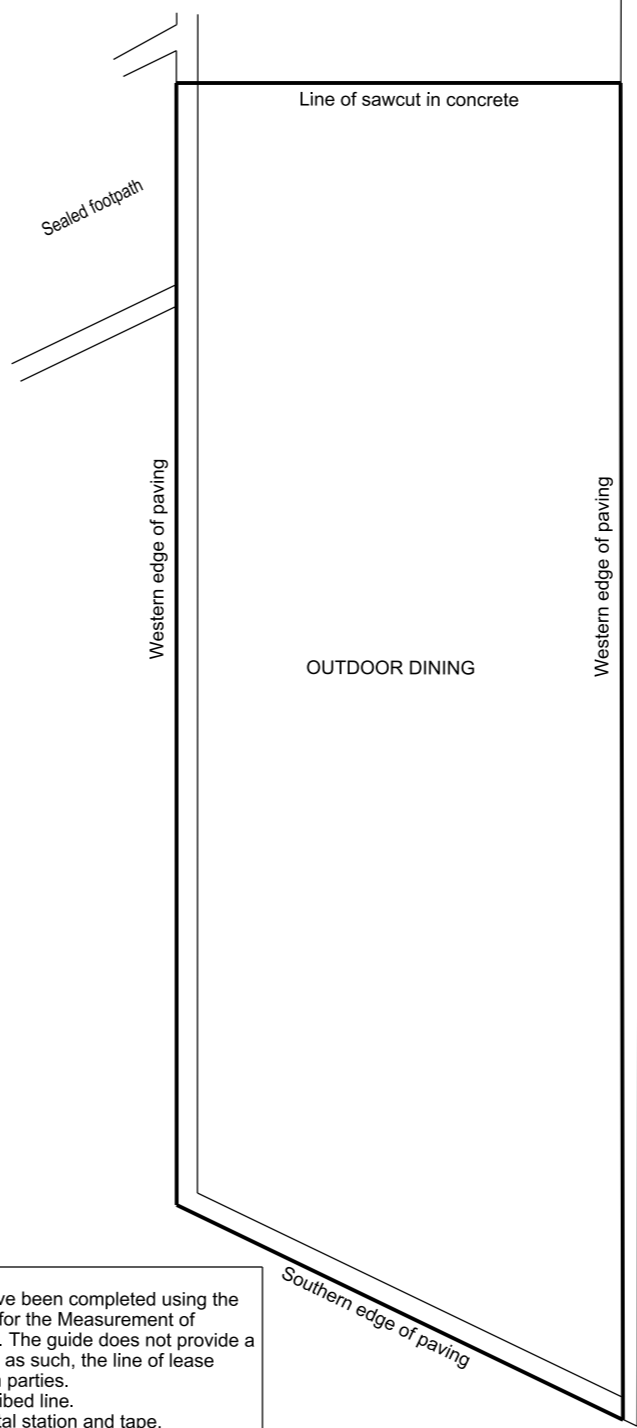 Line of sawcut in concrete
Sealed footpath
Western edge of paving
Western edge of paving
OUTDOOR DINING
Southern edge of paving
ve been completed using the
for the Measurement of
. The guide does not provide a
as such, the line of lease
parties.
ibed line.
tal station and tape.